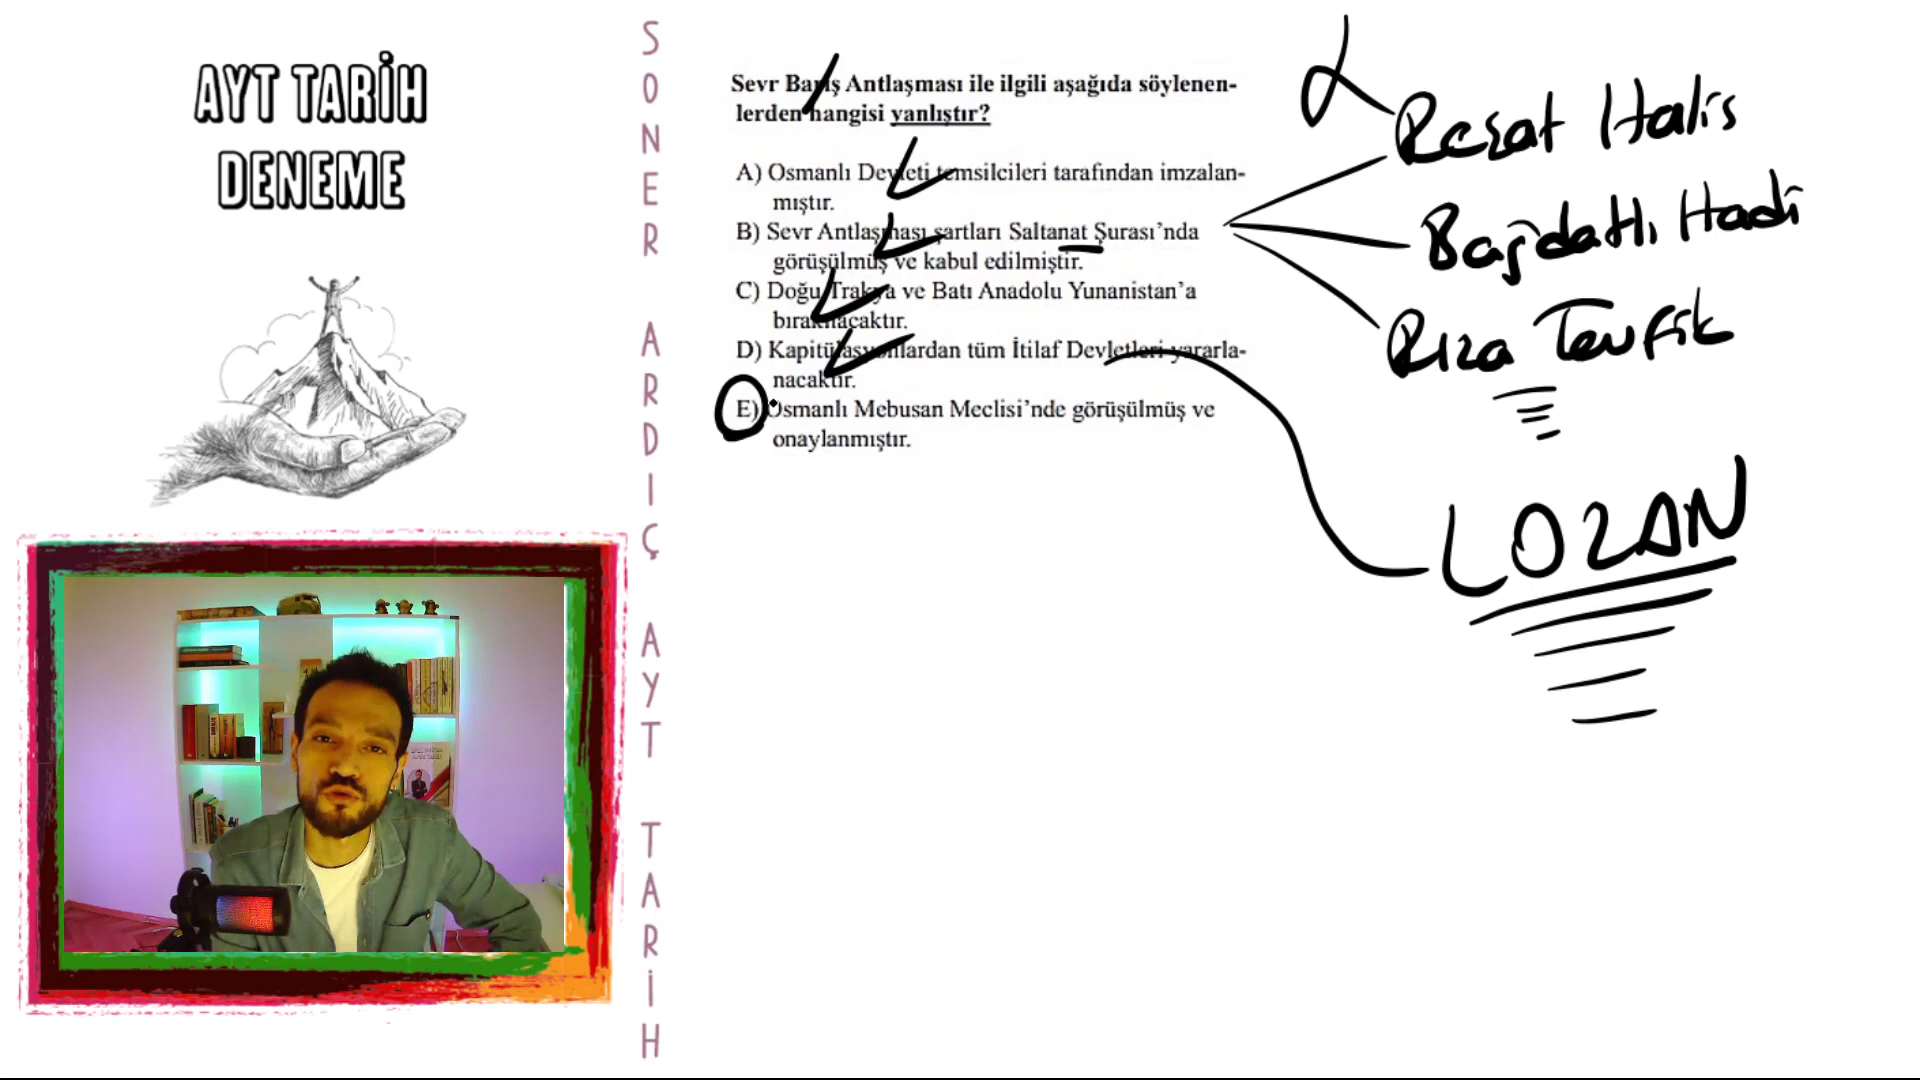 AYT TARİH
DENEME
SONER ARDIÇ AYT TARİH
Sevr Barış Antlaşması ile ilgili aşağıda söylenen-
lerden hangisi yanlıştır?
A) Osmanlı Devleti temsilcileri tarafından imzalan-
mıştır.
B) Sevr Antlaşması şartları Saltanat Şurası’nda
görüşülmüş ve kabul edilmiştir.
C) Doğu Trakya ve Batı Anadolu Yunanistan’a
bırakılacaktır.
D) Kapitülasyonlardan tüm İtilaf Devletleri yararla-
nacaktır.
E) Osmanlı Mebusan Meclisi’nde görüşülmüş ve
onaylanmıştır.
Reşat Halis
Bağdatlı Hadi
Rıza Tevfik
LOZAN